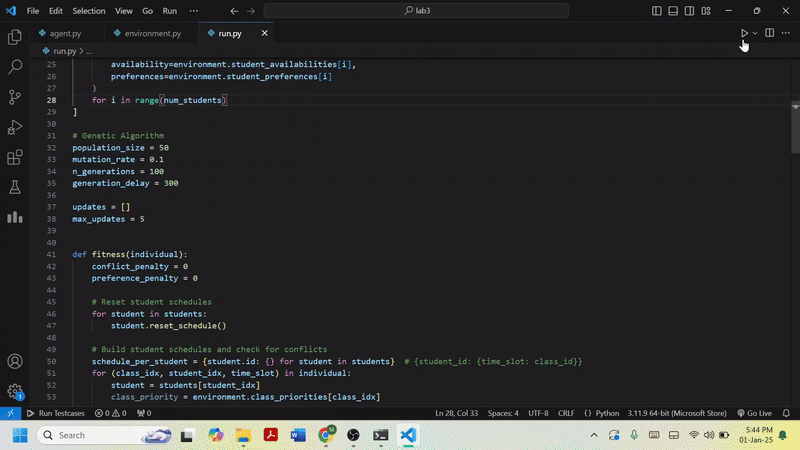 File Edit Selection View Go Run ··· lab3
agent.py environment.py run.py
run.py > ...
25 availability=environment.student_availabilities[i],
26 preferences=environment.student_preferences[i]
27 )
28 for i in range(num_students)
29 ]
30
31 # Genetic Algorithm
32 population_size = 50
33 mutation_rate = 0.1
34 n_generations = 100
35 generation_delay = 300
36
37 updates = []
38 max_updates = 5
39
40
41 def fitness(individual):
42 conflict_penalty = 0
43 preference_penalty = 0
44
45 # Reset student schedules
46 for student in students:
47 student.reset_schedule()
48
49 # Build student schedules and check for conflicts
50 schedule_per_student = {student.id: {} for student in students} # {student_id: {time_slot: class_id}}
51 for (class_idx, student_idx, time_slot) in individual:
52 student = students[student_idx]
53 class_priority = environment.class_priorities[class_idx]
Run Testcases 0 0 0 Ln 28, Col 33 Spaces: 4 UTF-8 CRLF {} Python 3.11.9 64-bit (Microsoft Store) Go Live
Search
5:44 PM
01-Jan-25